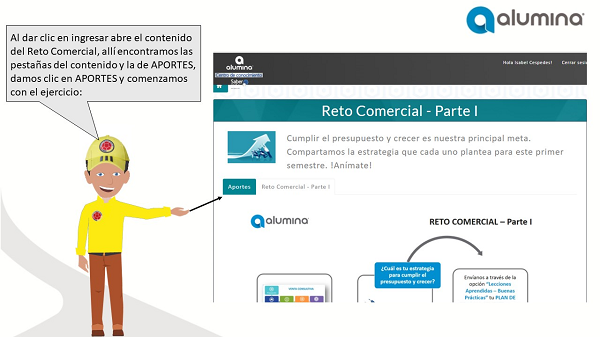 alumina
Al dar clic en ingresar abre el contenido
del Reto Comercial, allí encontramos las
pestañas del contenido y la de APORTES,
damos clic en APORTES y comenzamos
con el ejercicio:
alumina
Centro de conocimiento
Saber
Hola Isabel Cespedes!
Cerrar sesi
Reto Comercial - Parte I
Cumplir el presupuesto y crecer es nuestra principal meta.
Compartamos la estrategia que cada uno plantea para este primer
semestre. !Anímate!
Aportes
Reto Comercial - Parte I
alumina
RETO COMERCIAL – Parte I
¿Cuál es tu estrategia
para cumplir el
presupuesto y crecer?
Envíanos a través de la
opción "Lecciones
Aprendidas – Buenas
Prácticas" tu PLAN DE